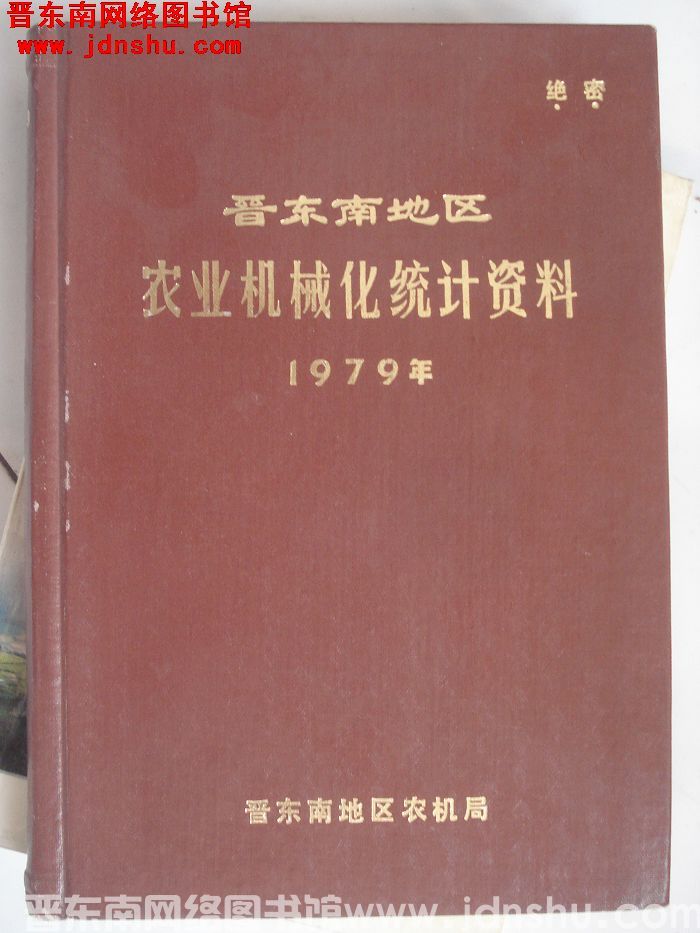 晋东南网络图书馆
www.jdnshu.com
绝密
晋东南地区
农业机械化统计资料
1979年
晋东南地区农机局
晋东南网络图书馆www.jdnshu.com